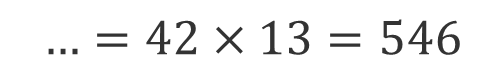 ... = 42 × 13 = 546